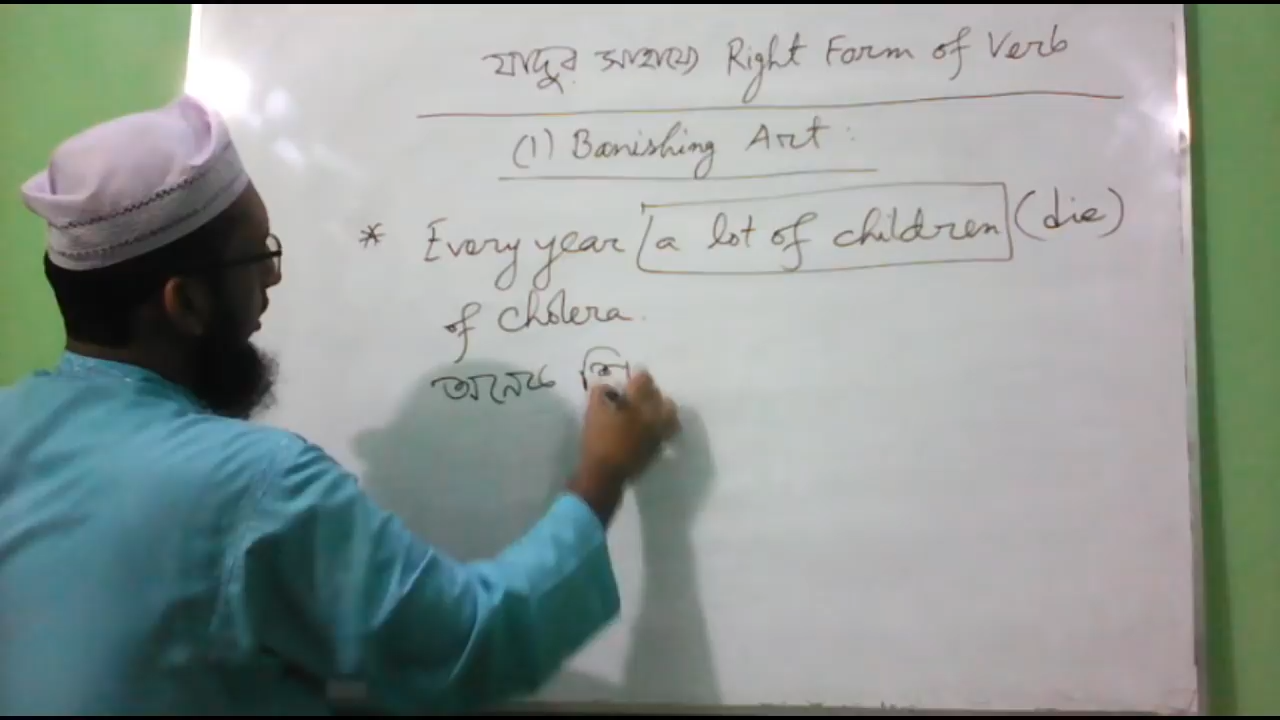 যাদুর সাহায্যে Right Form of Verb
(1) Banishing Art:
* Every year a lot of children (die)
of cholera.
অনেক শি